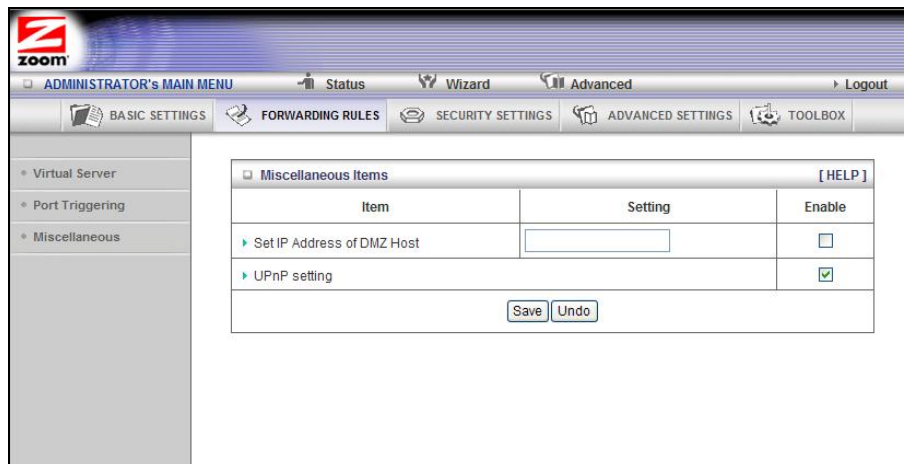 zoom
ADMINISTRATOR's MAIN MENU Status Wizard Advanced Logout
BASIC SETTINGS FORWARDING RULES SECURITY SETTINGS ADVANCED SETTINGS TOOLBOX
Virtual Server
Port Triggering
Miscellaneous
Miscellaneous Items [ HELP ]
Item Setting Enable
Set IP Address of DMZ Host
UPnP setting
Save Undo